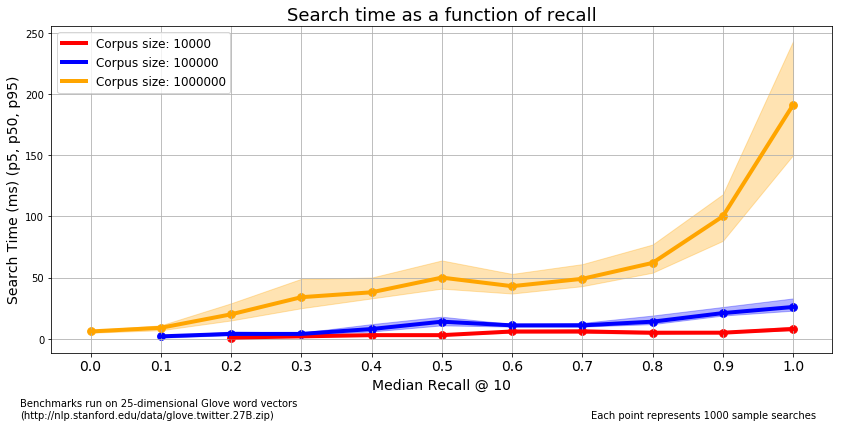 Search time as a function of recall
Corpus size: 10000
Corpus size: 100000
Corpus size: 1000000
Search Time (ms) (p5, p50, p95)
250
200
150
100
50
0
0.0 0.1 0.2 0.3 0.4 0.5 0.6 0.7 0.8 0.9 1.0
Median Recall @ 10
Benchmarks run on 25-dimensional Glove word vectors
(http://nlp.stanford.edu/data/glove.twitter.27B.zip)
Each point represents 1000 sample searches